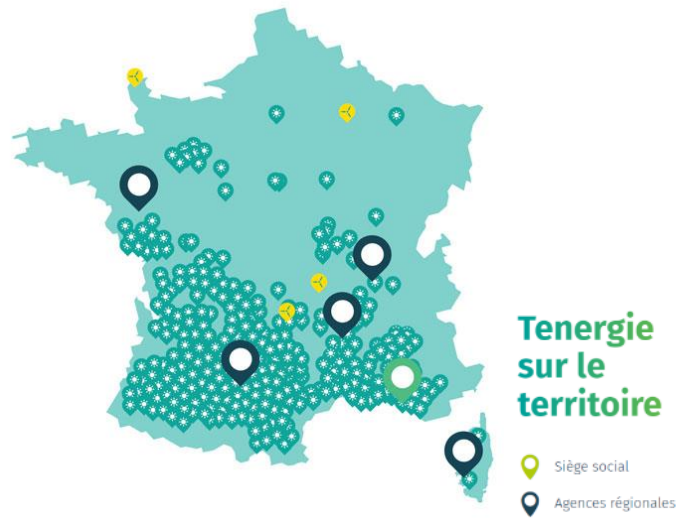 Tenergie
sur le
territoire
Siège social
Agences régionales